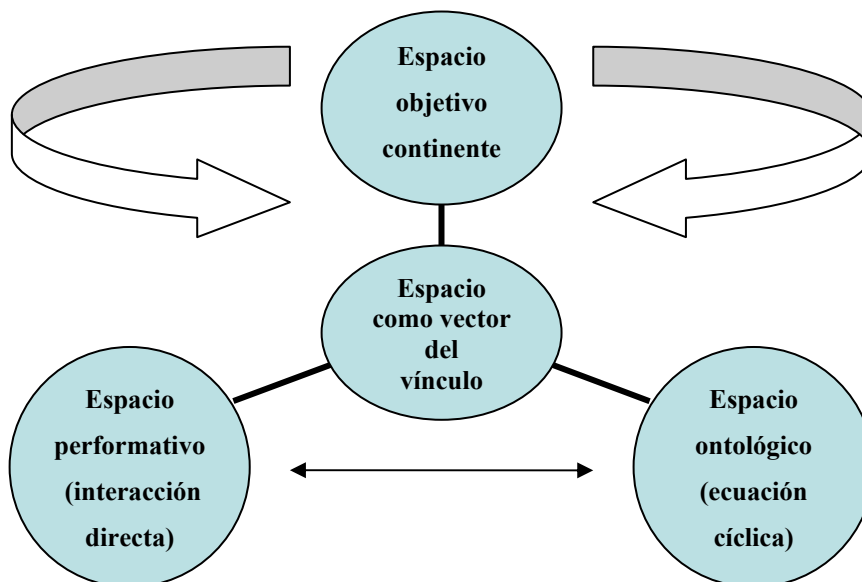 Espacio
objetivo
continente
Espacio
como vector
del
vínculo
Espacio
performativo
(interacción
directa)
Espacio
ontológico
(ecuación
cíclica)